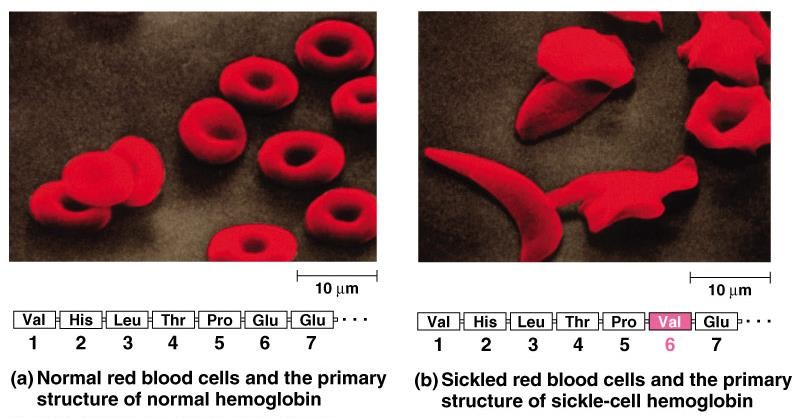 10 μm
10 μm
Val His Leu Thr Pro Glu Glu ...
1 2 3 4 5 6 7
Val His Leu Thr Pro Val Glu ...
1 2 3 4 5 6 7
(a) Normal red blood cells and the primary
structure of normal hemoglobin
(b) Sickled red blood cells and the primary
structure of sickle-cell hemoglobin